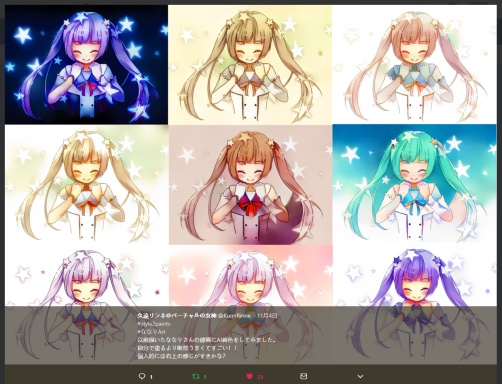 久遠リンネ@バーチャルの女神 @KuonRinne・11月4日
#style2paints
#ななりArt
以前描いたななりさんの線画にAI着色をしてみました。
自分で塗るより断然うまくてすごい！！
個人的には右上の感じがすきかな？
1